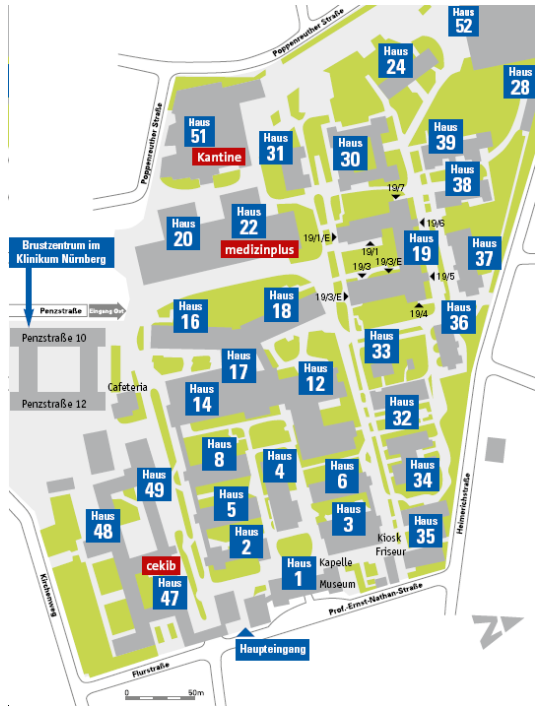 Poppenreuther Straße
Haus
52
Haus
24
Haus
28
Haus
51
Kantine
Haus
31
Haus
30
Haus
39
Haus
38
Poppenreuther Straße
19/7
Haus
20
Haus
22
medizinplus
19/1/E
19/1
19/6
Haus
19
19/3
19/3/E
19/5
Haus
37
Brustzentrum im
Klinikum Nürnberg
Penzstraße
Eingang Ost
19/3/E
19/4
Haus
16
Haus
18
Haus
36
Penzstraße 10
Haus
33
Haus
17
Haus
12
Cafeteria
Penzstraße 12
Haus
14
Haus
32
Haus
8
Haus
4
Haus
6
Haus
34
Haus
49
Haus
5
Haus
3
Haus
48
Haus
2
Kiosk
Friseur
Haus
35
Heimerichstraße
cekib
Haus
47
Haus
1
Kapelle
Museum
Kirchenweg
Prof.-Ernst-Nathan-Straße
Haupteingang
Flurstraße
N
0
50m